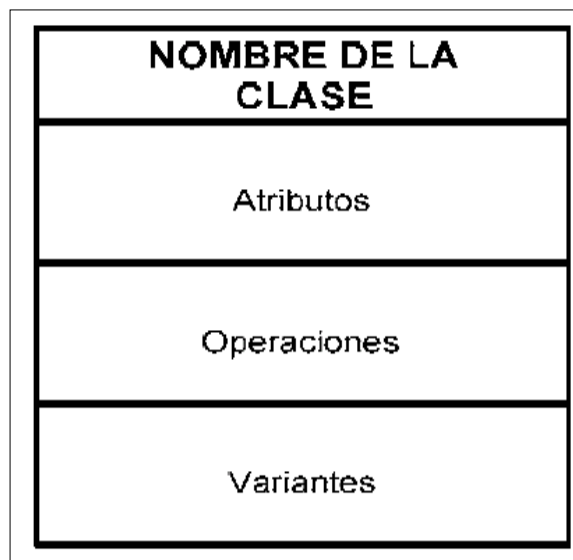 NOMBRE DE LA
CLASE
Atributos
Operaciones
Variantes